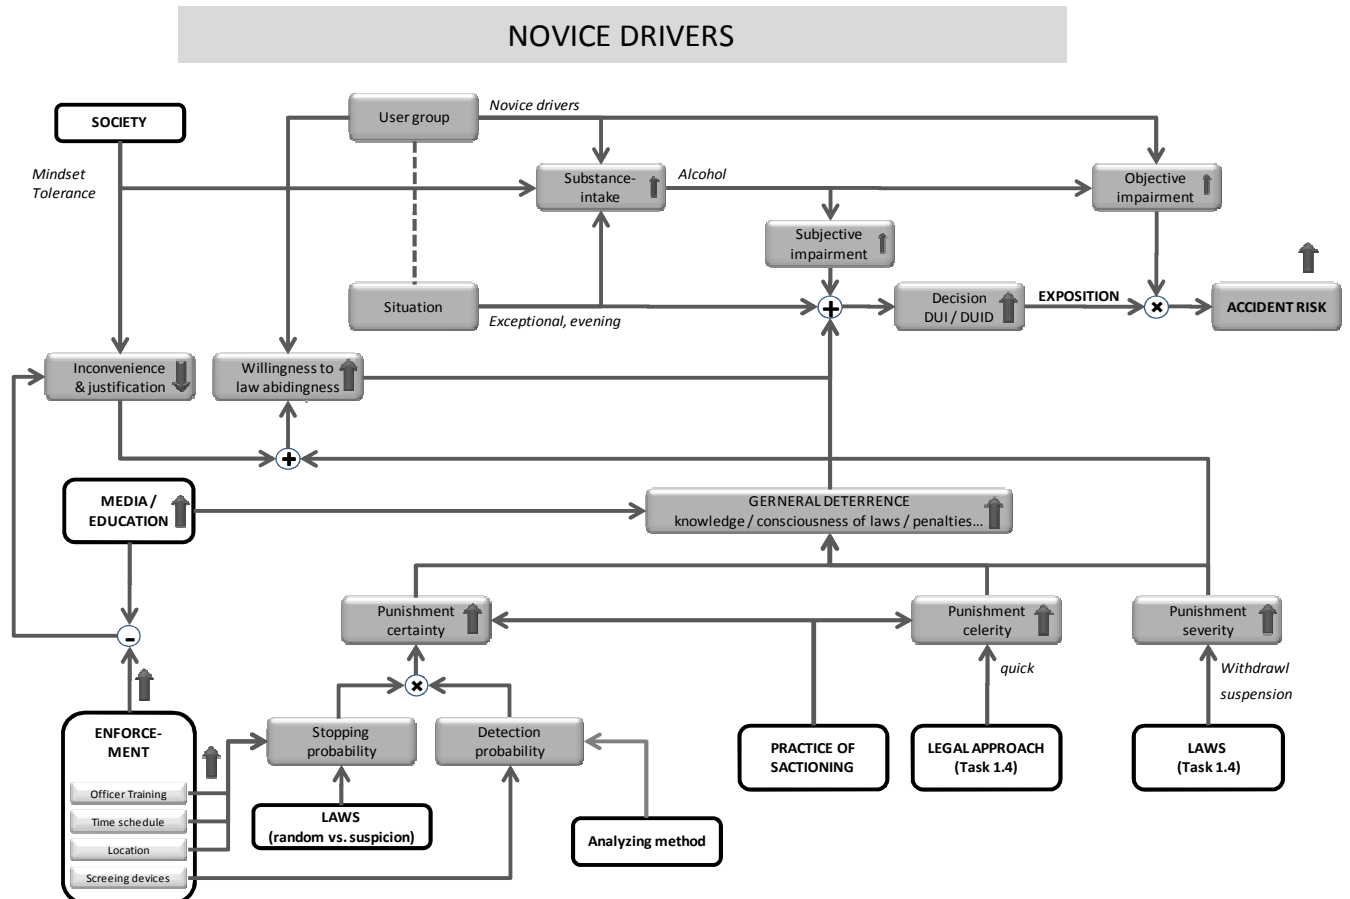 NOVICE DRIVERS
SOCIETY
User group
Novice drivers
Mindset
Tolerance
Substance-
intake
Alcohol
Objective
impairment
Subjective
impairment
Situation
Exceptional, evening
+
Decision
DUI / DUID
EXPOSITION
×
ACCIDENT RISK
Inconvenience
& justification
Willingness to
law abidingness
+
MEDIA /
EDUCATION
GERNERAL DETERRENCE
knowledge / consciousness of laws / penalties...
Punishment
certainty
Punishment
celerity
Punishment
severity
-
quick
Withdrawl
suspension
×
ENFORCE-
MENT
Stopping
probability
Detection
probability
PRACTICE OF
SACTIONING
LEGAL APPROACH
(Task 1.4)
LAWS
(Task 1.4)
Officer Training
Time schedule
Location
Screeing devices
LAWS
(random vs. suspicion)
Analyzing method